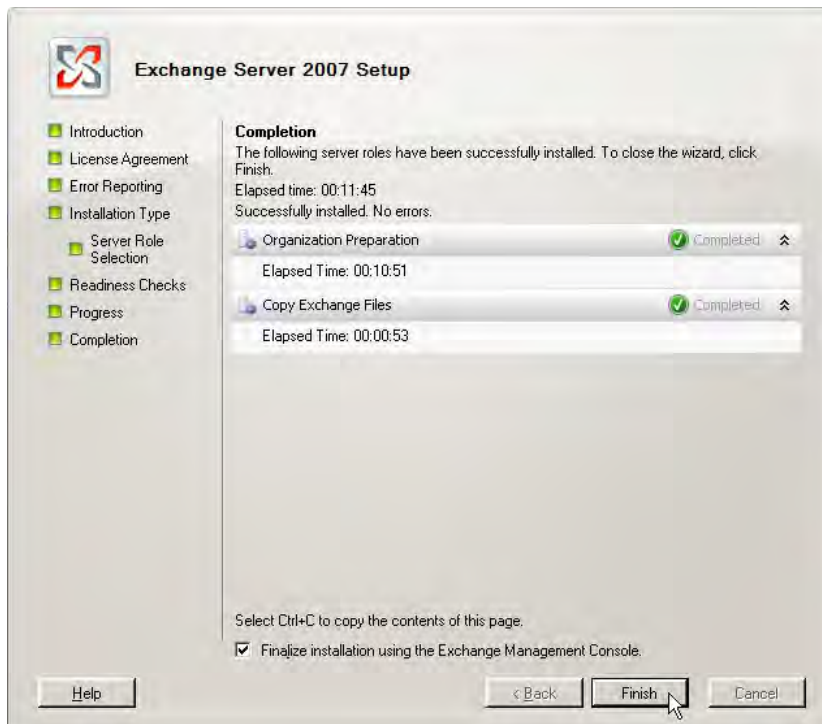 Exchange Server 2007 Setup
Introduction
License Agreement
Error Reporting
Installation Type
Server Role
Selection
Readiness Checks
Progress
Completion
Completion
The following server roles have been successfully installed. To close the wizard, click
Finish.
Elapsed time: 00:11:45
Successfully installed. No errors.
Organization Preparation Completed
Elapsed Time: 00:10:51
Copy Exchange Files Completed
Elapsed Time: 00:00:53
Select Ctrl+C to copy the contents of this page.
Finalize installation using the Exchange Management Console.
Help < Back Finish Cancel